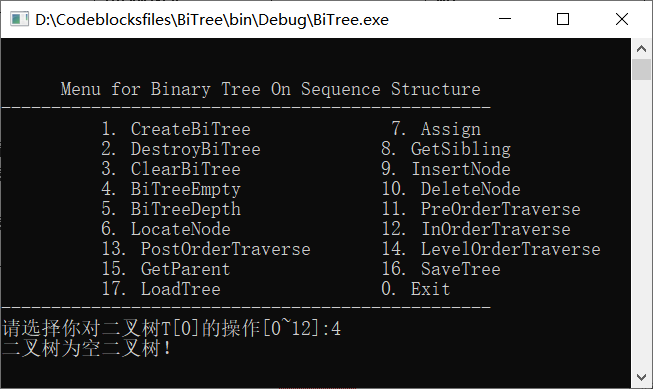 D:\Codeblocksfiles\BiTree\bin\Debug\BiTree.exe
Menu for Binary Tree On Sequence Structure
-------------------------------------------------
1. CreateBiTree 7. Assign
2. DestroyBiTree 8. GetSibling
3. ClearBiTree 9. InsertNode
4. BiTreeEmpty 10. DeleteNode
5. BiTreeDepth 11. PreOrderTraverse
6. LocateNode 12. InOrderTraverse
13. PostOrderTraverse 14. LevelOrderTraverse
15. GetParent 16. SaveTree
17. LoadTree 0. Exit
-------------------------------------------------
请选择你对二叉树T[0]的操作[0~12]:4
二叉树为空二叉树!